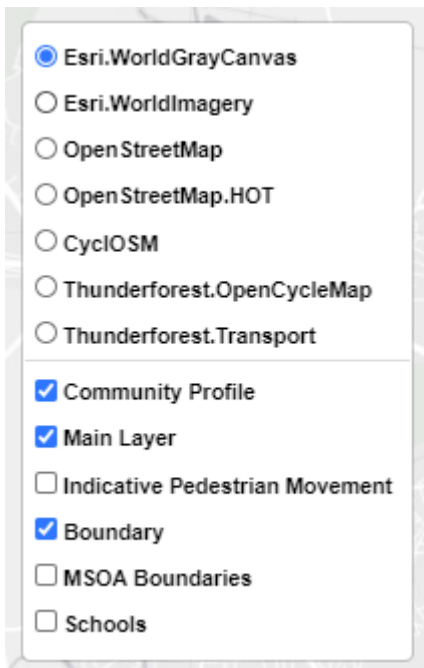 Esri.WorldGrayCanvas
Esri.WorldImagery
OpenStreetMap
OpenStreetMap.HOT
CyclOSM
Thunderforest.OpenCycleMap
Thunderforest.Transport
Community Profile
Main Layer
Indicative Pedestrian Movement
Boundary
MSOA Boundaries
Schools